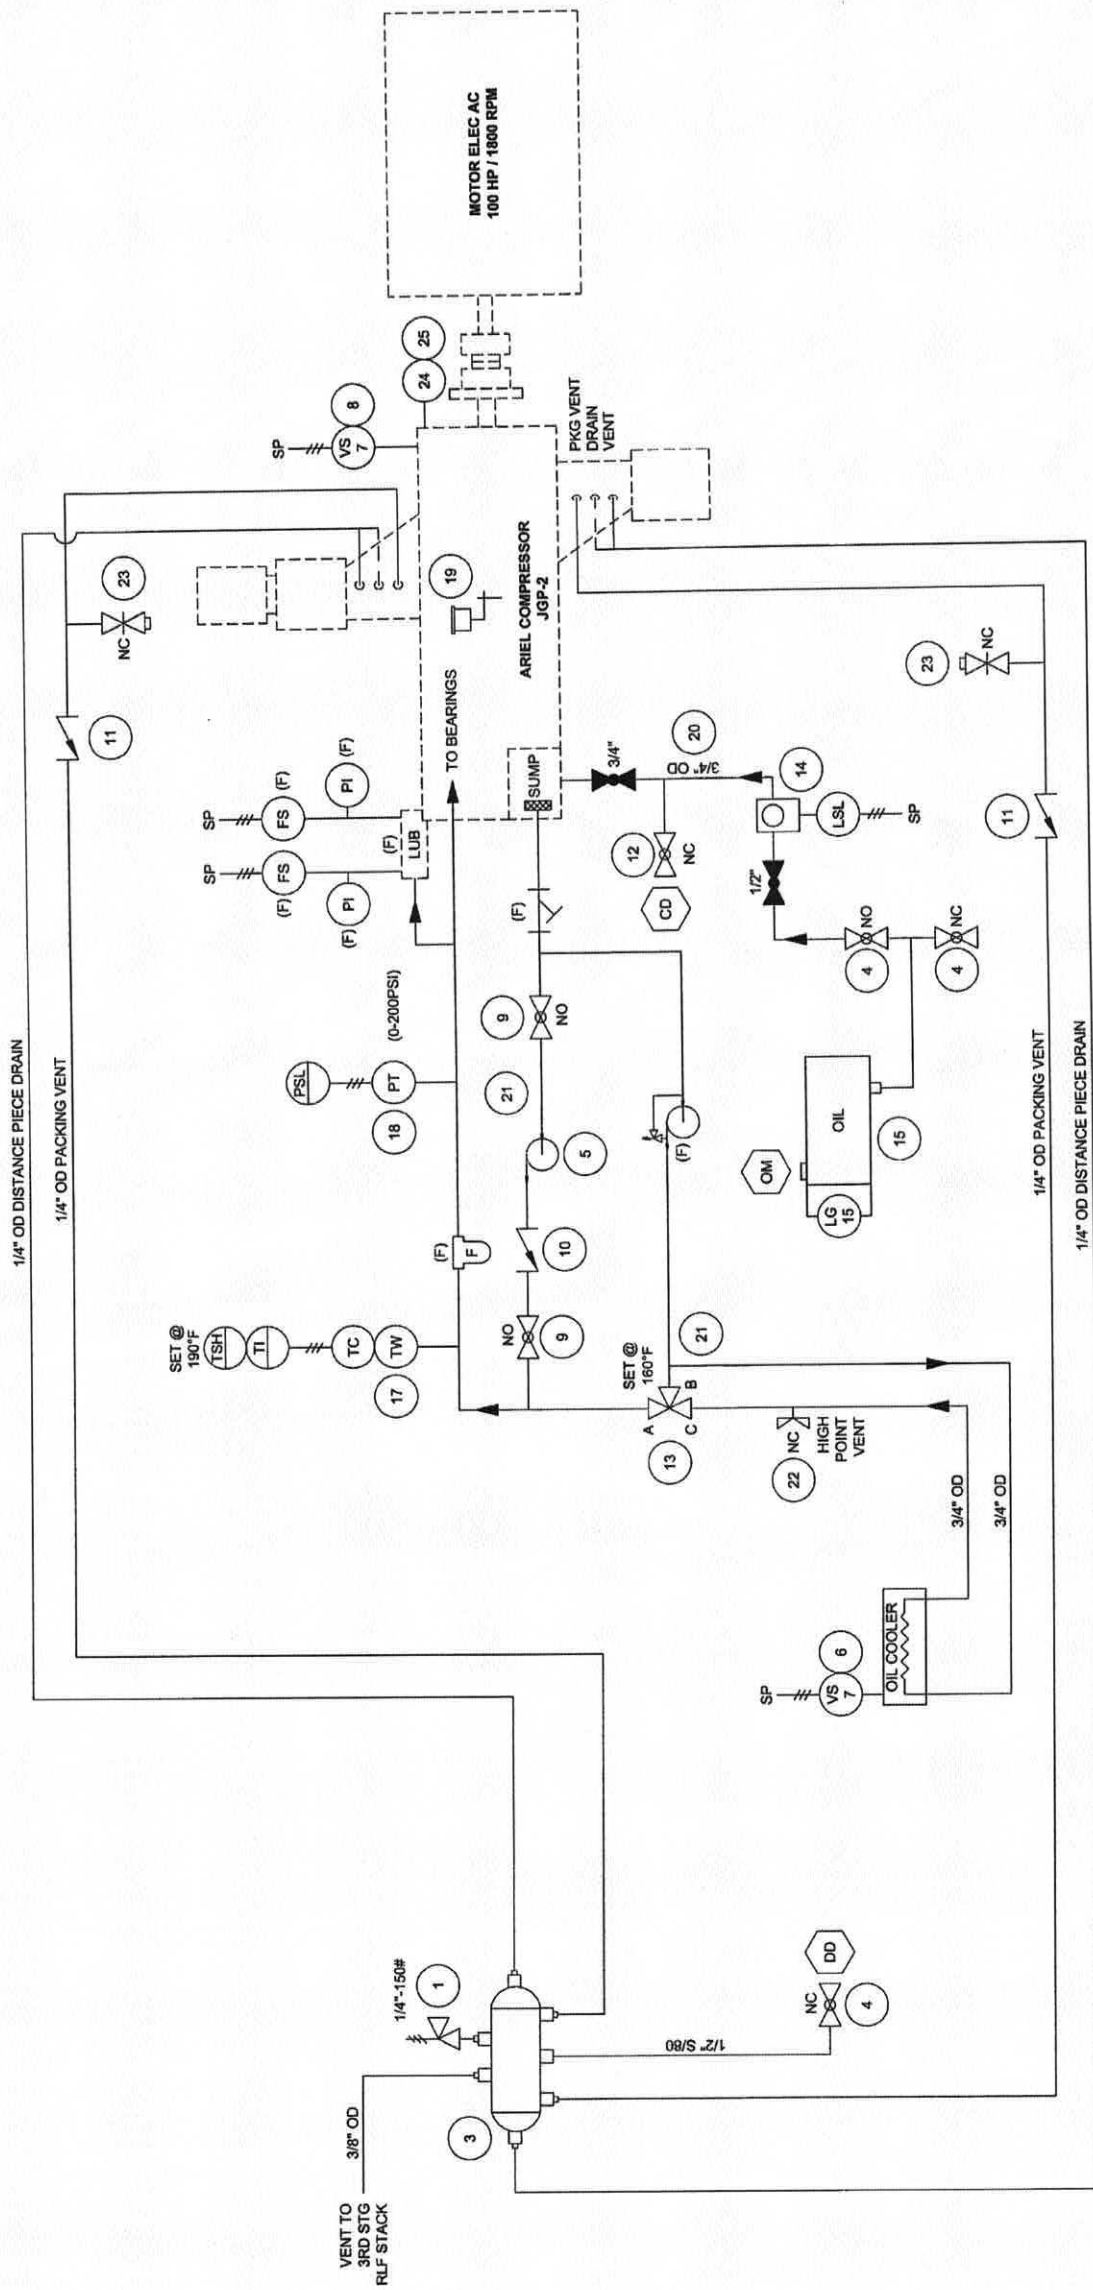 1/4" OD DISTANCE PIECE DRAIN
1/4" OD PACKING VENT
MOTOR ELEC AC
100 HP / 1800 RPM
SP
VS
7
8
24
25
23
NC
11
SP
FS
(F)
PI
(F)
SP
FS
(F)
PI
(F)
(F)
LUB
TO BEARINGS
19
ARIEL COMPRESSOR
JGP-2
PKG VENT
DRAIN
VENT
SUMP
3/4"
3/4" OD
20
12
NC
CD
14
LSL
SP
1/2"
NO
4
NC
4
23
NC
11
PSL
PT
18
(0-200PSI)
(F)
9
NO
21
5
(F)
OM
OIL
LG
15
15
1/4" OD PACKING VENT
1/4" OD DISTANCE PIECE DRAIN
SET @
190°F
TSH
TI
TC
TW
17
(F)
F
10
NO
9
SET @
160°F
21
A
B
C
13
NC
22
HIGH
POINT
VENT
3/4" OD
3/4" OD
SP
VS
7
6
OIL COOLER
1/4"-150#
1
3
3/8" OD
VENT TO
3RD STG
RLF STACK
1/2" S/80
NC
4
DD